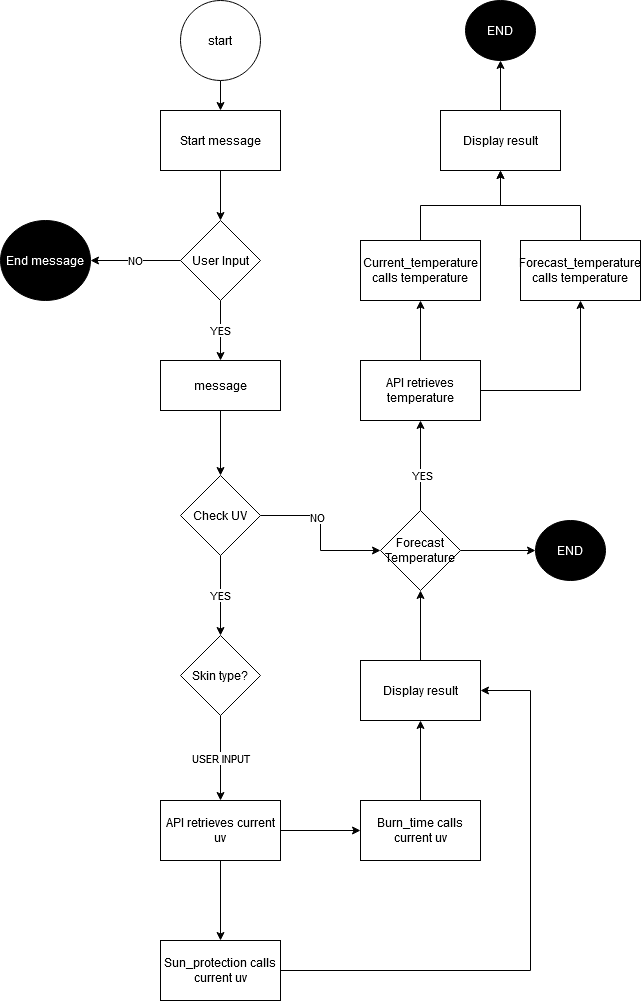 start
END
Start message
Display result
End message
NO
User Input
Current_temperature
calls temperature
Forecast_temperature
calls temperature
YES
message
API retrieves
temperature
YES
Check UV
NO
Forecast
Temperature
END
YES
Skin type?
Display result
USER INPUT
API retrieves current
uv
Burn_time calls
current uv
Sun_protection calls
current uv